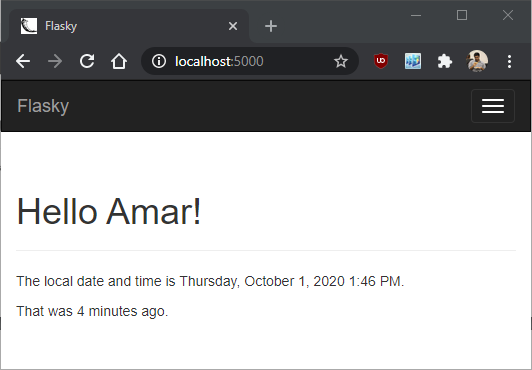 Flasky
localhost:5000
Flasky
Hello Amar!
The local date and time is Thursday, October 1, 2020 1:46 PM.
That was 4 minutes ago.